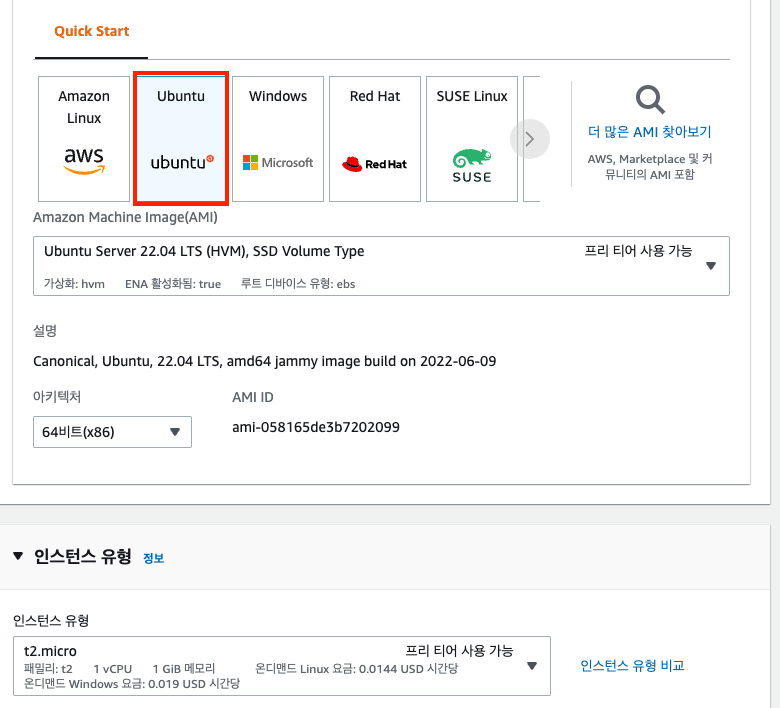 Quick Start
Amazon Linux
aws
Ubuntu
ubuntu
Windows
Microsoft
Red Hat
Red Hat
SUSE Linux
SUSE
더 많은 AMI 찾아보기
AWS, Marketplace 및 커
뮤니티의 AMI 포함
Amazon Machine Image(AMI)
Ubuntu Server 22.04 LTS (HVM), SSD Volume Type 프리 티어 사용 가능
가상화: hvm ENA 활성화됨: true 루트 디바이스 유형: ebs
설명
Canonical, Ubuntu, 22.04 LTS, amd64 jammy image build on 2022-06-09
아키텍처 AMI ID
64비트(x86) ami-058165de3b7202099
인스턴스 유형 정보
인스턴스 유형
t2.micro 프리 티어 사용 가능
패밀리: t2 1 vCPU 1 GiB 메모리 온디맨드 Linux 요금: 0.0144 USD 시간당
온디맨드 Windows 요금: 0.019 USD 시간당
인스턴스 유형 비교